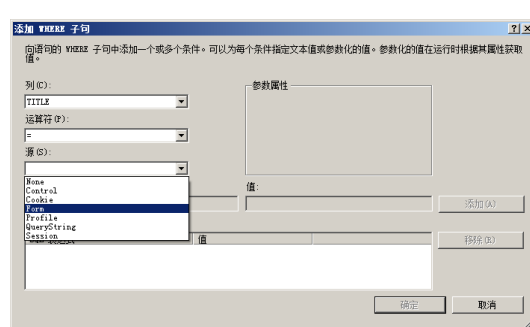 添加 WHERE 子句
向语句的 WHERE 子句中添加一个或多个条件。可以为每个条件指定文本值或参数化的值。参数化的值在运行时根据其属性获取
值。
列(C):
参数属性
TITLE
运算符(P):
=
源(S):
None
Control
Cookie
值:
Form
添加(A)
Profile
QueryString
Session
值
移除(R)
确定
取消